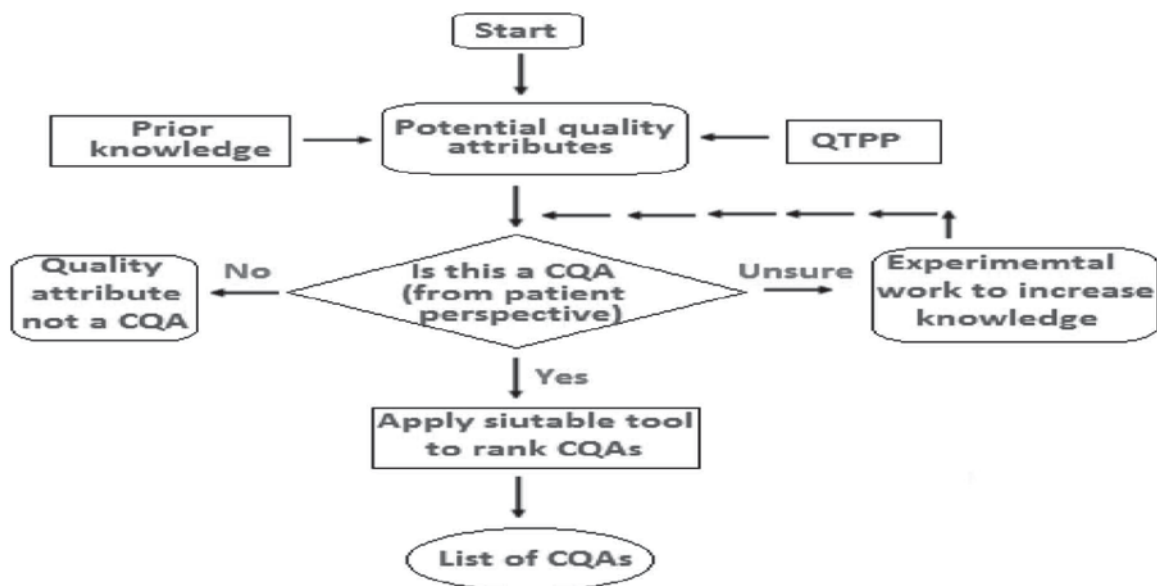 Start
Prior
knowledge
Potential quality
attributes
QTPP
Quality
attribute
not a CQA
No
Is this a CQA
(from patient
perspective)
Unsure
Experimemtal
work to increase
knowledge
Yes
Apply siutable tool
to rank CQAs
List of CQAs